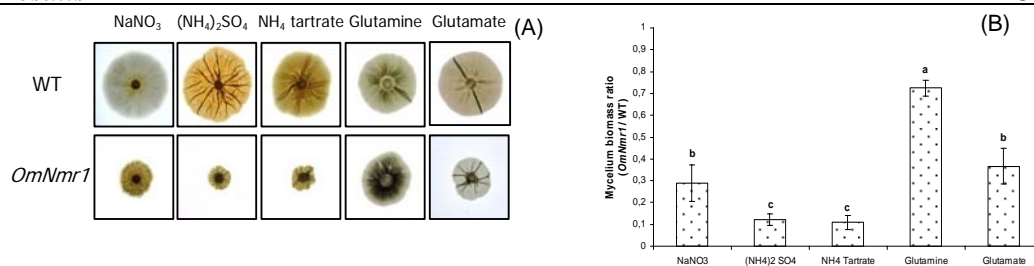 NaNO3 (NH4)2SO4 NH4 tartrate Glutamine Glutamate (A)
WT
OmNmr1
(B)
Mycelium biomass ratio
(OmNmr1/ WT)
1
0,9
0,8
0,7
0,6
0,5
0,4
0,3
0,2
0,1
0
b
c
c
a
b
NaNO3 (NH4)2 SO4 NH4 Tartrate Glutamine Glutamate